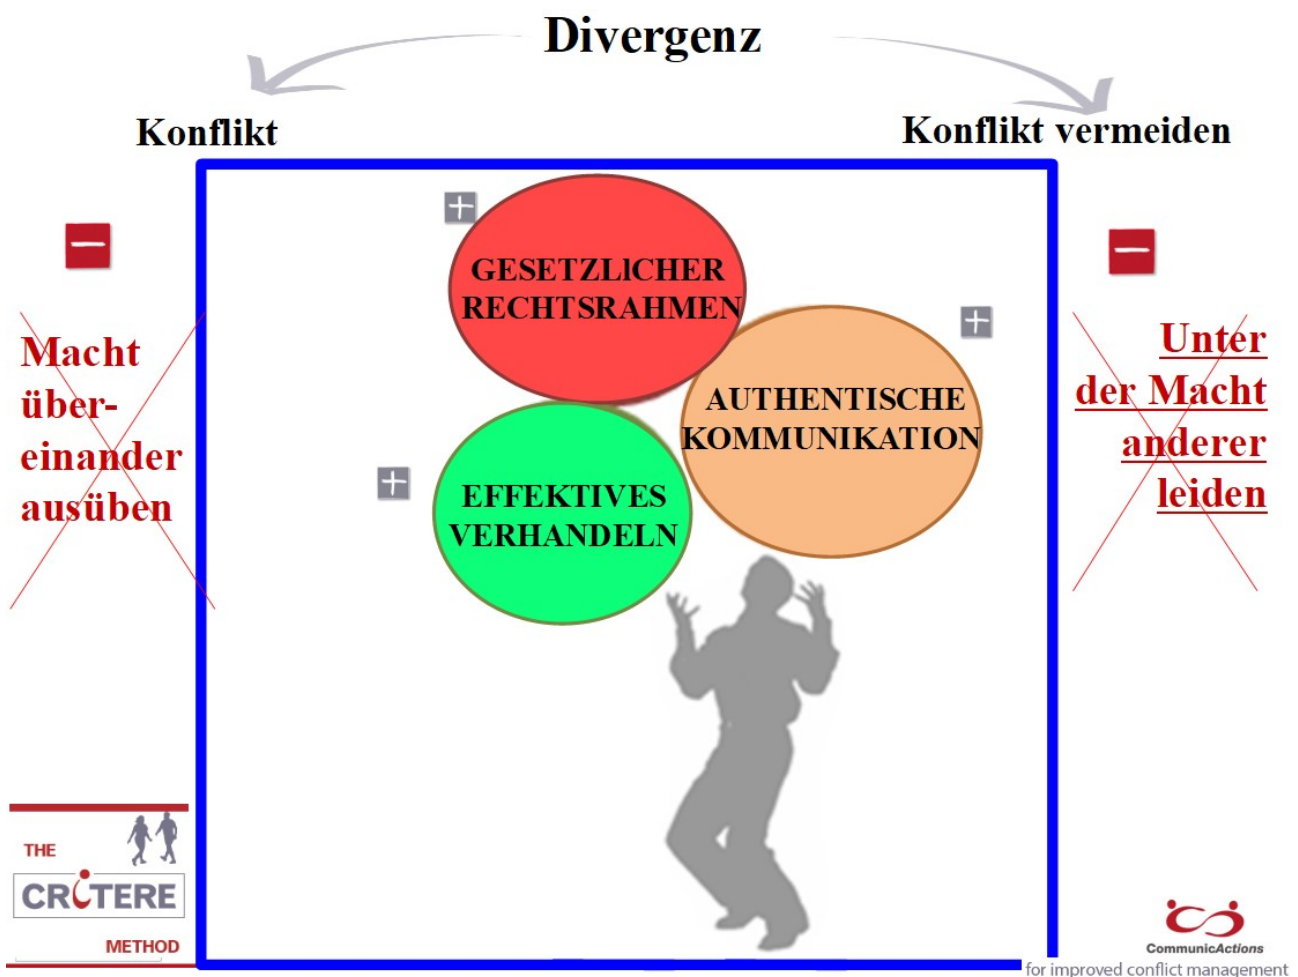 Divergenz
Konflikt
Konflikt vermeiden
GESETZLICHER
RECHTSRAHMEN
AUTHENTISCHE
KOMMUNIKATION
EFFEKTIVES
VERHANDELN
Macht
über-
einander
ausüben
Unter
der Macht
anderer
leiden
THE
CRiTERE
METHOD
CommunicActions
for improved conflict management